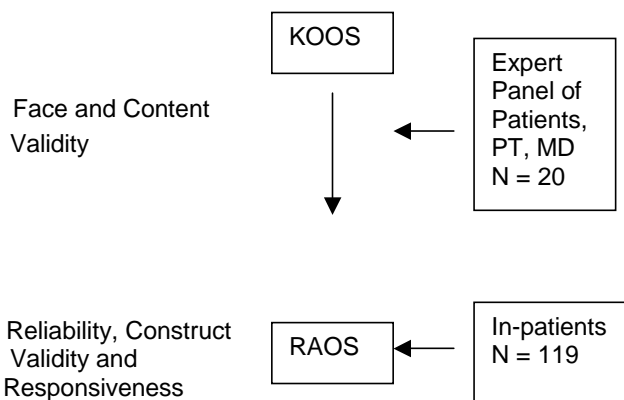 KOOS
Expert
Panel of
Patients,
PT, MD
N = 20
Face and Content
Validity
Reliability, Construct
Validity and
Responsiveness
RAOS
In-patients
N = 119